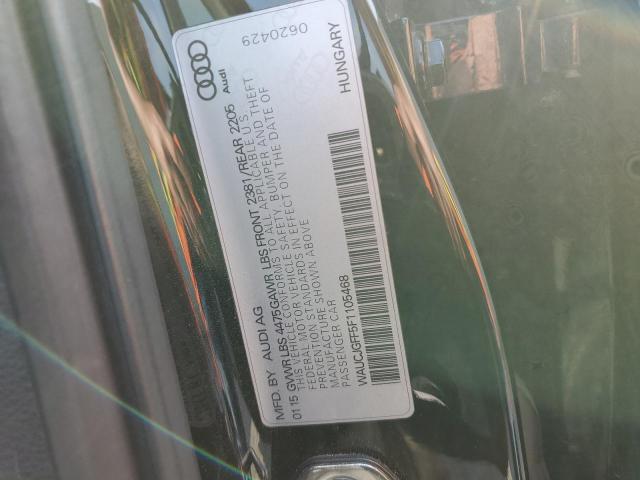 Audi
0620429
MFD. BY AUDI AG
01 15 GVWR LBS 4475 GAWR LBS FRONT 2381/REAR 2205
THIS VEHICLE CONFORMS TO ALL APPLICABLE U.S.
FEDERAL MOTOR VEHICLE SAFETY, BUMPER AND THEFT
PREVENTION STANDARDS IN EFFECT ON THE DATE OF
MANUFACTURE SHOWN ABOVE
PASSENGER CAR
WAUCJGFF5F1105468
HUNGARY